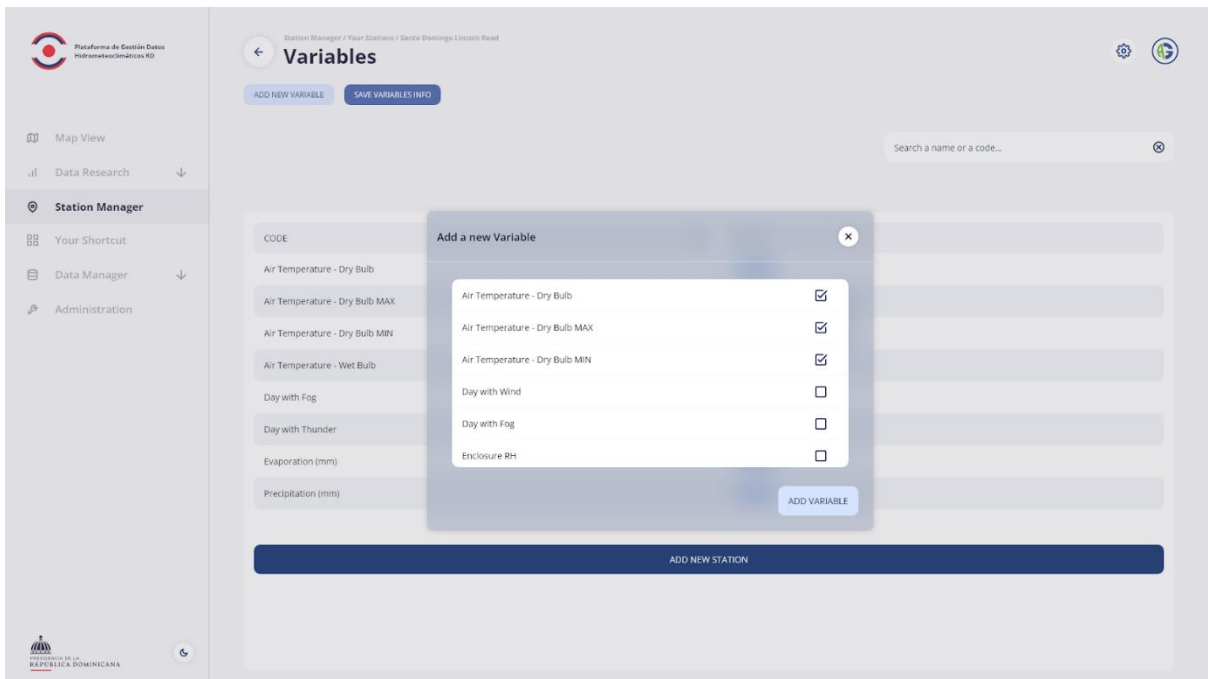 Plataforma de Gestión Datos
Hidrometeoclimáticos RD
Station Manager / Your Stations / Santo Domingo Lincoln Road
Variables
ADD NEW VARIABLE
SAVE VARIABLES INFO
Map View
Data Research
Station Manager
Your Shortcut
Data Manager
Administration
Search a name or a code...
CODE
Air Temperature - Dry Bulb
Air Temperature - Dry Bulb MAX
Air Temperature - Dry Bulb MIN
Air Temperature - Wet Bulb
Day with Fog
Day with Thunder
Evaporation (mm)
Precipitation (mm)
Add a new Variable
Air Temperature - Dry Bulb
Air Temperature - Dry Bulb MAX
Air Temperature - Dry Bulb MIN
Day with Wind
Day with Fog
Enclosure RH
ADD VARIABLE
ADD NEW STATION
PRESIDENCIA DE LA
REPÚBLICA DOMINICANA